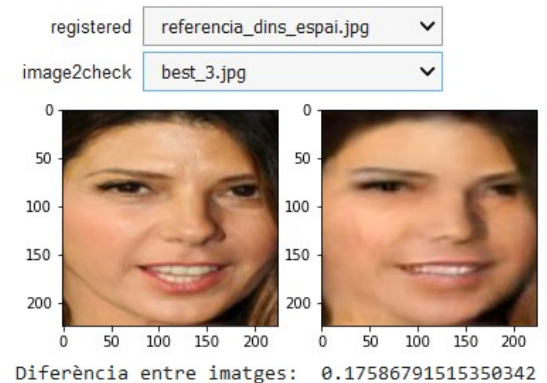 registered referencia_dins_espai.jpg
image2check best_3.jpg
0
50
100
150
200
0 50 100 150 200
0
50
100
150
200
0 50 100 150 200
Diferència entre imatges: 0.17586791515350342